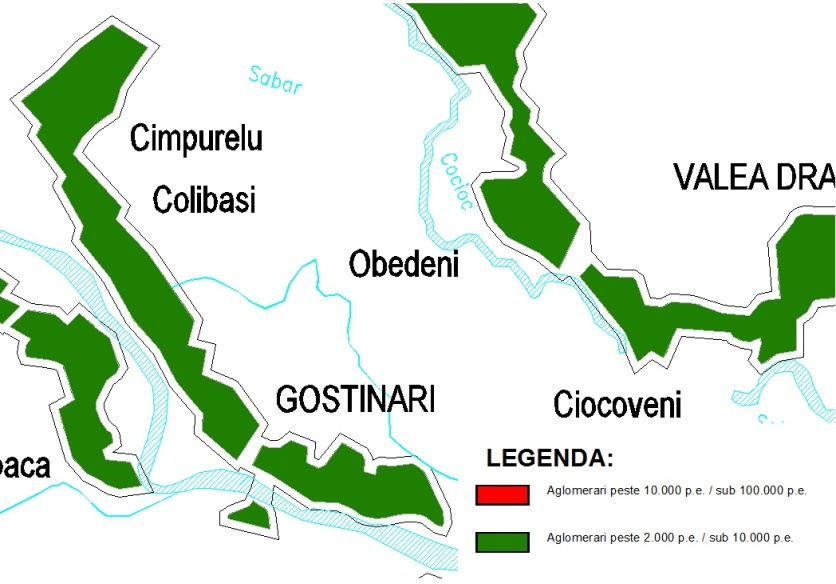 Sabar
Cimpurelu
Cocioc
VALEA DRA
Colibasi
Obedeni
GOSTINARI
Ciocoveni
oaca
LEGENDA:
Aglomerari peste 10.000 p.e. / sub 100.000 p.e.
Aglomerari peste 2.000 p.e. / sub 10.000 p.e.